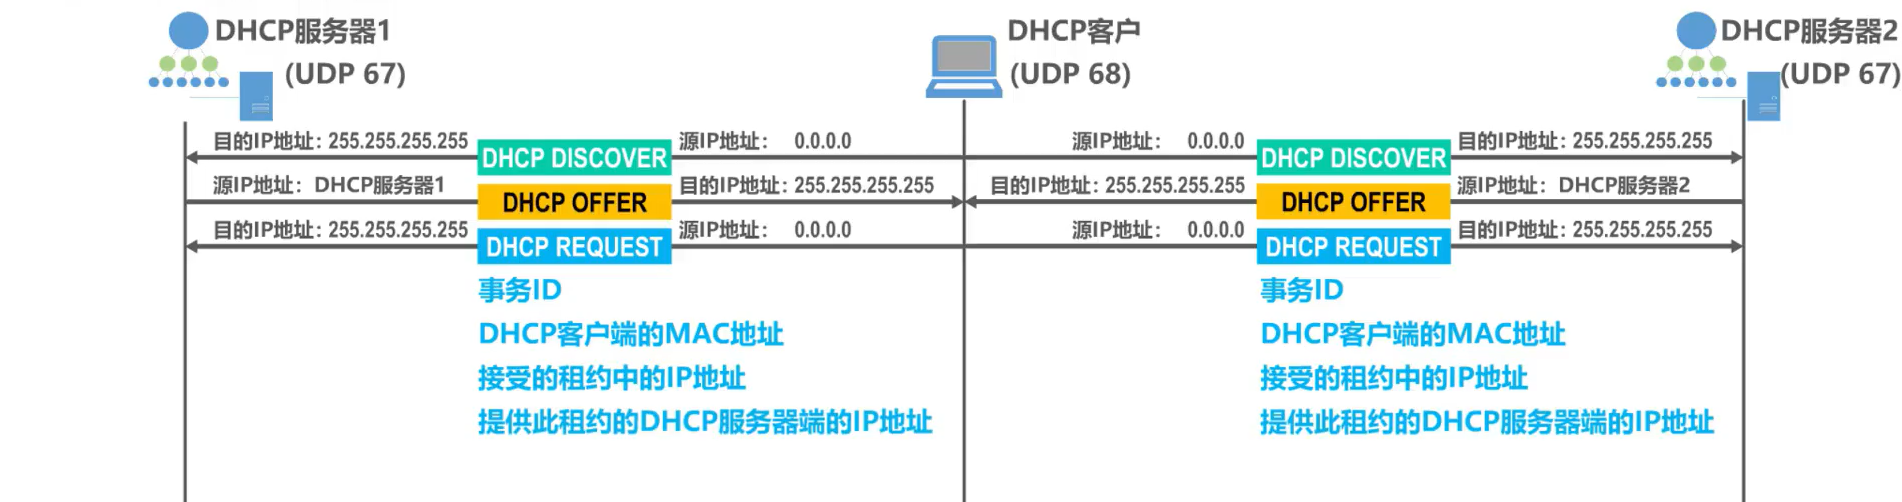 DHCP服务器1
(UDP 67)
DHCP客户
(UDP 68)
DHCP服务器2
(UDP 67)
目的IP地址：255.255.255.255 DHCP DISCOVER 源IP地址： 0.0.0.0 源IP地址： 0.0.0.0 DHCP DISCOVER 目的IP地址：255.255.255.255
源IP地址：DHCP服务器1 DHCP OFFER 目的IP地址：255.255.255.255 目的IP地址：255.255.255.255 DHCP OFFER 源IP地址：DHCP服务器2
目的IP地址：255.255.255.255 DHCP REQUEST 源IP地址： 0.0.0.0 源IP地址： 0.0.0.0 DHCP REQUEST 目的IP地址：255.255.255.255
事务ID
DHCP客户端的MAC地址
接受的租约中的IP地址
提供此租约的DHCP服务器端的IP地址
事务ID
DHCP客户端的MAC地址
接受的租约中的IP地址
提供此租约的DHCP服务器端的IP地址